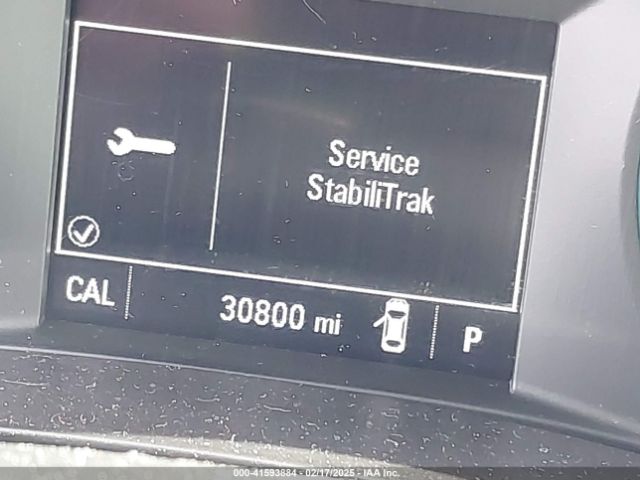 Service
StabiliTrak
CAL
30800 mi
P
000-41593884 - 02/17/2025 - IAA Inc.